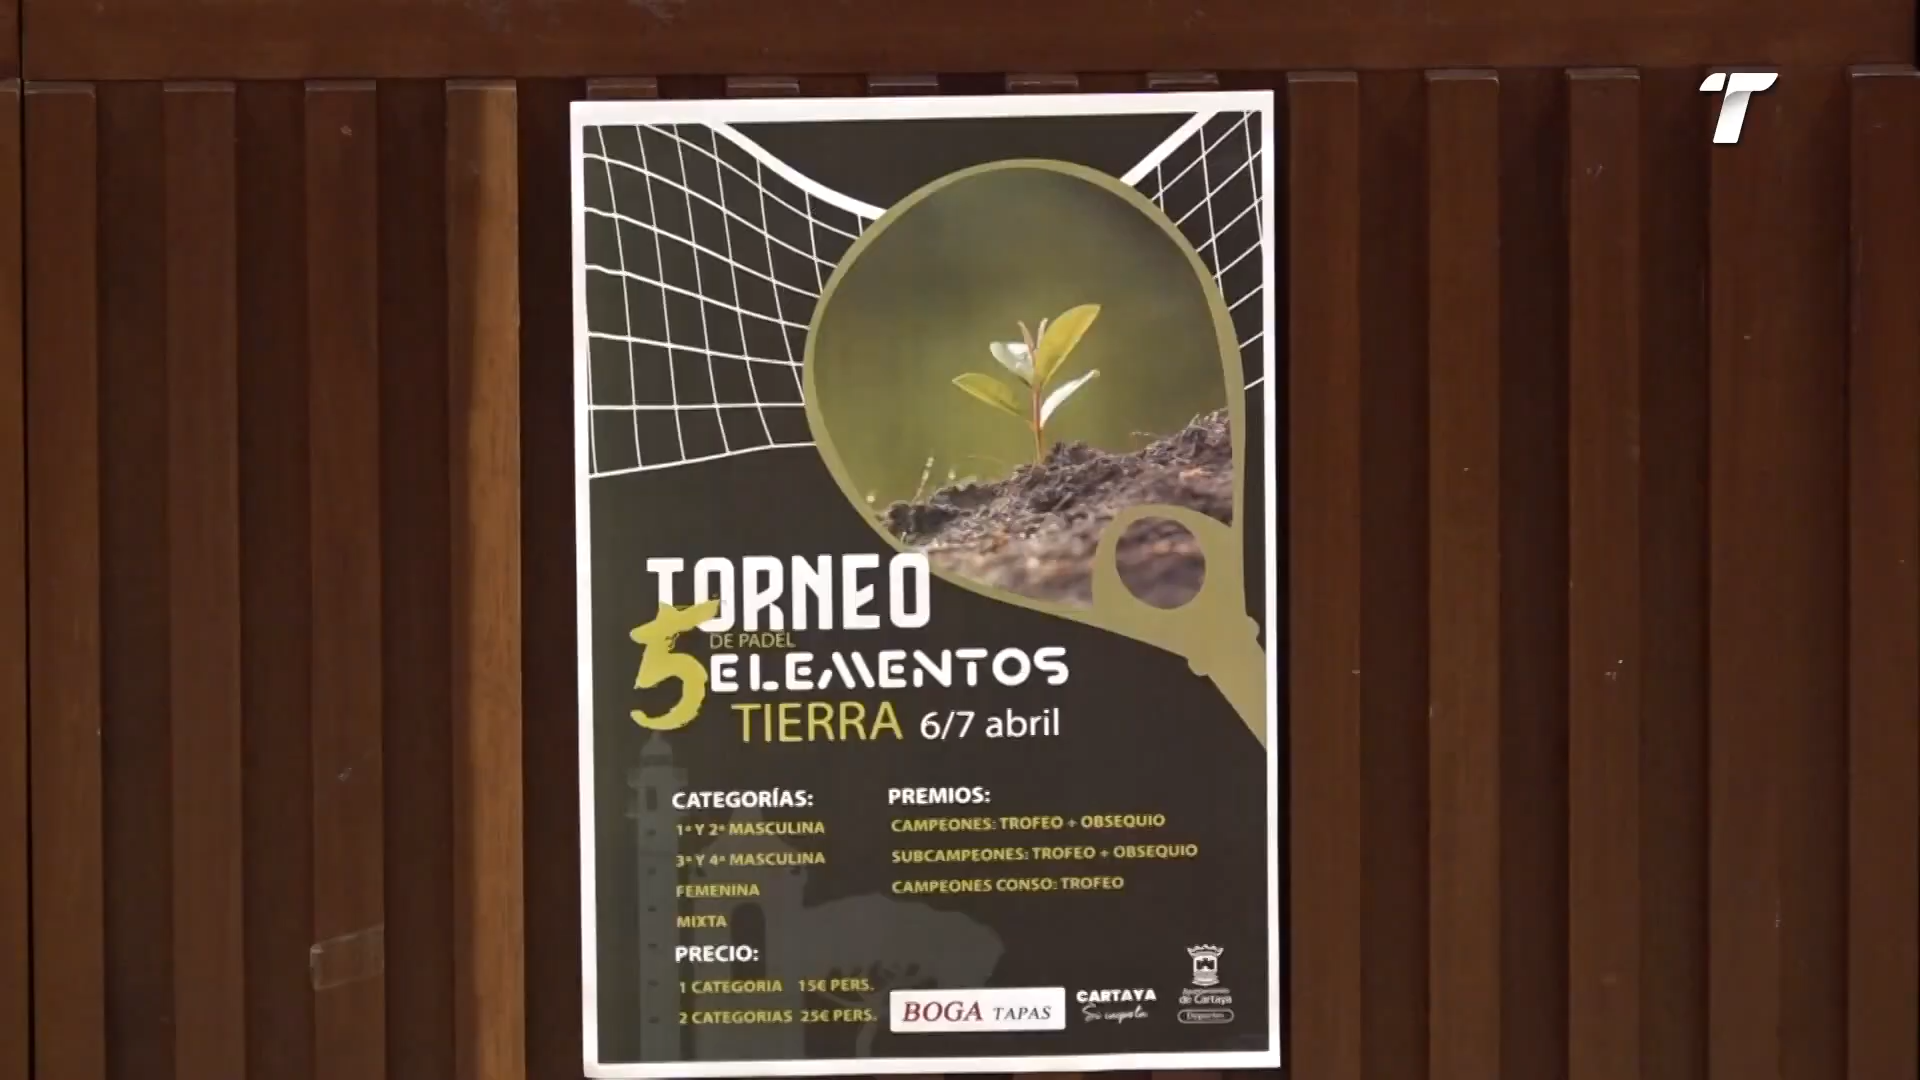 T
TORNEO
5
DE PADEL
ELEMENTOS
TIERRA 6/7 abril
CATEGORÍAS:
1ª Y 2ª MASCULINA
3ª Y 4ª MASCULINA
FEMENINA
MIXTA
PRECIO:
1 CATEGORIA 15€ PERS.
2 CATEGORIAS 25€ PERS.
PREMIOS:
CAMPEONES: TROFEO + OBSEQUIO
SUBCAMPEONES: TROFEO + OBSEQUIO
CAMPEONES CONSO: TROFEO
BOGA TAPAS
CARTAYA
Ayuntamiento
de Cartaya
Deportes